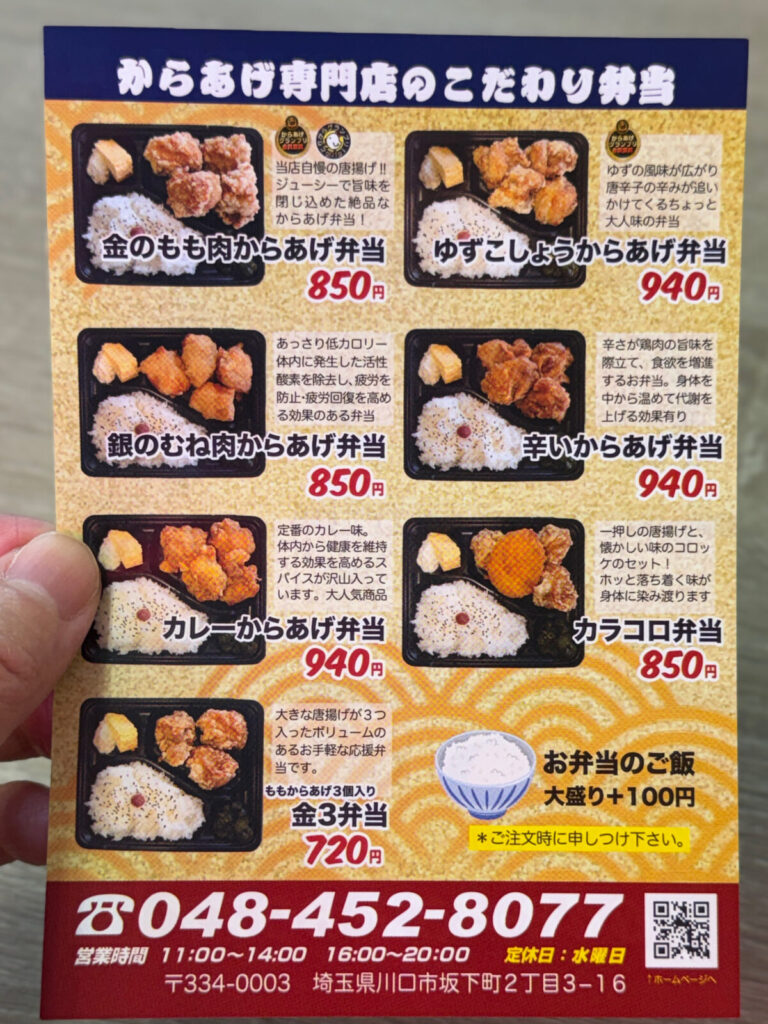 からあげ専門店のこだわり弁当
からあげ
グランプリ
当店自慢の唐揚げ!!
ジューシーで旨味を
閉じ込めた絶品な
からあげ弁当！
金のもも肉からあげ弁当
850円
からあげ
グランプリ
ゆずの風味が広がり
唐辛子の辛みが追い
かけてくるちょっと
大人味の弁当
ゆずこしょうからあげ弁当
940円
あっさり低カロリー
体内に発生した活性
酸素を除去し、疲労を
防止・疲労回復を高め
る効果のある弁当
銀のむね肉からあげ弁当
850円
辛さが鶏肉の旨味を
際立て、食欲を増進
するお弁当。身体を
中から温めて代謝を
上げる効果有り
辛いからあげ弁当
940円
定番のカレー味。
体内から健康を維持
する効果を高めるス
パイスが沢山入って
います。大人気商品
カレーからあげ弁当
940円
一押しの唐揚げと、
懐かしい味のコロッ
ケのセット！
ホッと落ち着く味が
身体に染み渡ります
カラコロ弁当
850円
大きな唐揚げが３つ
入ったボリュームの
あるお手軽な応援弁
当です。
ももからあげ３個入り
金3弁当
720円
お弁当のご飯
大盛り+100円
＊ご注文時に申しつけ下さい。
☎048-452-8077
営業時間 11:00〜14:00 16:00〜20:00 定休日：水曜日
〒334-0003 埼玉県川口市坂下町２丁目３−１６
↑ホームページへ